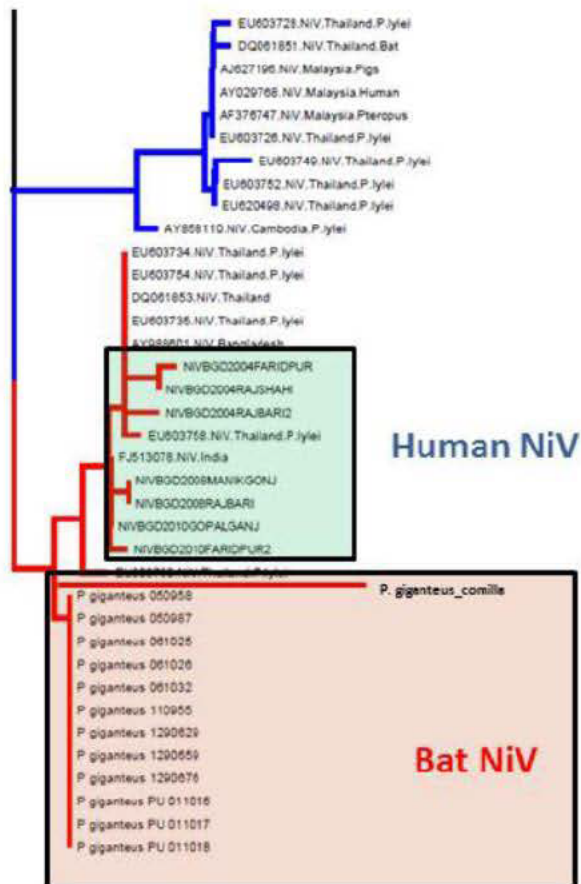 EU603728.NiV.Thailand.P.lylei
DQ061851.NiV.Thailand.Bat
AJ627196.NiV.Malaysia.Pigs
AY029768.NiV.Malaysia.Human
AF376747.NiV.Malaysia.Pteropus
EU603726.NiV.Thailand.P.lylei
EU603749.NiV.Thailand.P.lylei
EU603752.NiV.Thailand.P.lylei
EU620498.NiV.Thailand.P.lylei
AY858110.NiV.Cambodia.P.lylei
EU603734.NiV.Thailand.P.lylei
EU603754.NiV.Thailand.P.lylei
DQ061853.NiV.Thailand
EU603736.NiV.Thailand.P.lylei
AY988601.NiV.Bangladesh
NIVBGD2004FARIDPUR
NIVBGD2004RAJSHAHI
NIVBGD2004RAJBARI2
EU603758.NiV.Thailand.P.lylei
Human NiV
FJ513078.NiV.India
NIVBGD2008MANIKGONJ
NIVBGD2008RAJBARI
NIVBGD2010GOPALGANJ
NIVBGD2010FARIDPUR2
P. giganteus_comilla
P giganteus 050958
P giganteus 050987
P giganteus 061025
P giganteus 061026
P giganteus 061032
P giganteus 110955
P giganteus 1290629
P giganteus 1290659
Bat NiV
P giganteus 1290676
P giganteus PU 011016
P giganteus PU 011017
P giganteus PU 011018